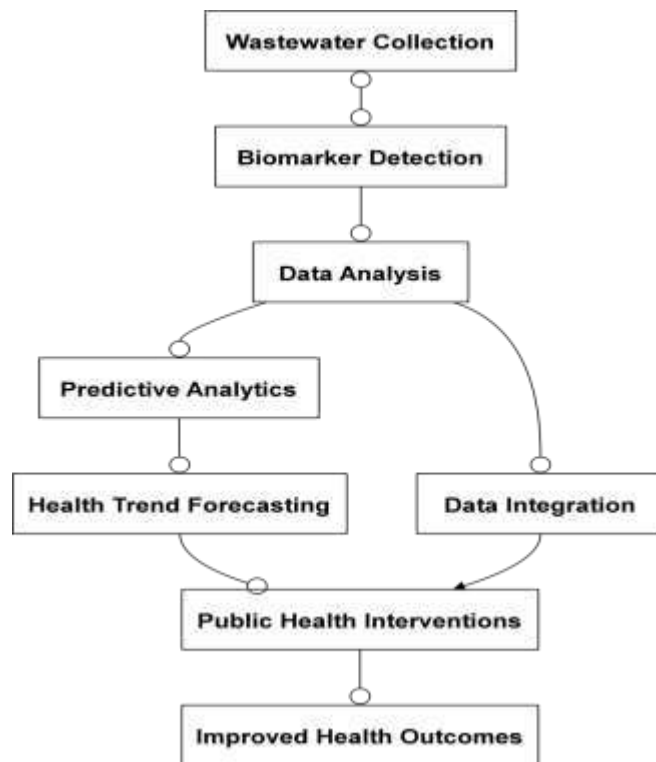 Wastewater Collection
Biomarker Detection
Data Analysis
Predictive Analytics
Health Trend Forecasting
Data Integration
Public Health Interventions
Improved Health Outcomes